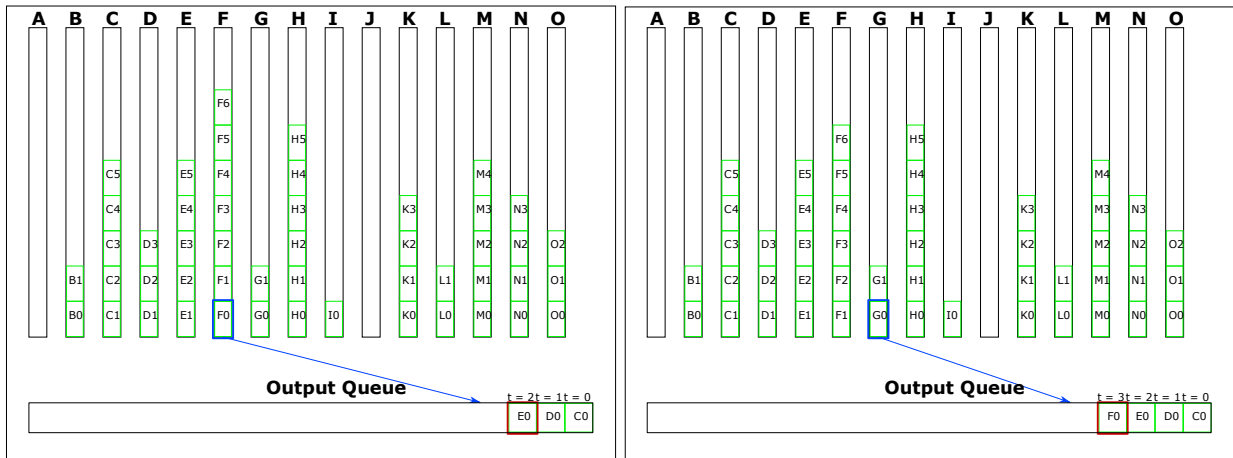 A B C D E F G H I J K L M N O
F6
F5 H5
C5 E5 F4 H4 M4
C4 E4 F3 H3 K3 M3 N3
C3 D3 E3 F2 H2 K2 M2 N2 O2
B1 C2 D2 E2 F1 G1 H1 K1 L1 M1 N1 O1
B0 C1 D1 E1 F0 G0 H0 I0 K0 L0 M0 N0 O0
Output Queue
t = 2 t = 1 t = 0
E0 D0 C0
A B C D E F G H I J K L M N O
F6 H5
C5 E5 F5 H4 M4
C4 E4 F4 H3 K3 M3 N3
C3 D3 E3 F3 H2 K2 M2 N2 O2
B1 C2 D2 E2 F2 G1 H1 K1 L1 M1 N1 O1
B0 C1 D1 E1 F1 G0 H0 I0 K0 L0 M0 N0 O0
Output Queue
t = 3 t = 2 t = 1 t = 0
F0 E0 D0 C0